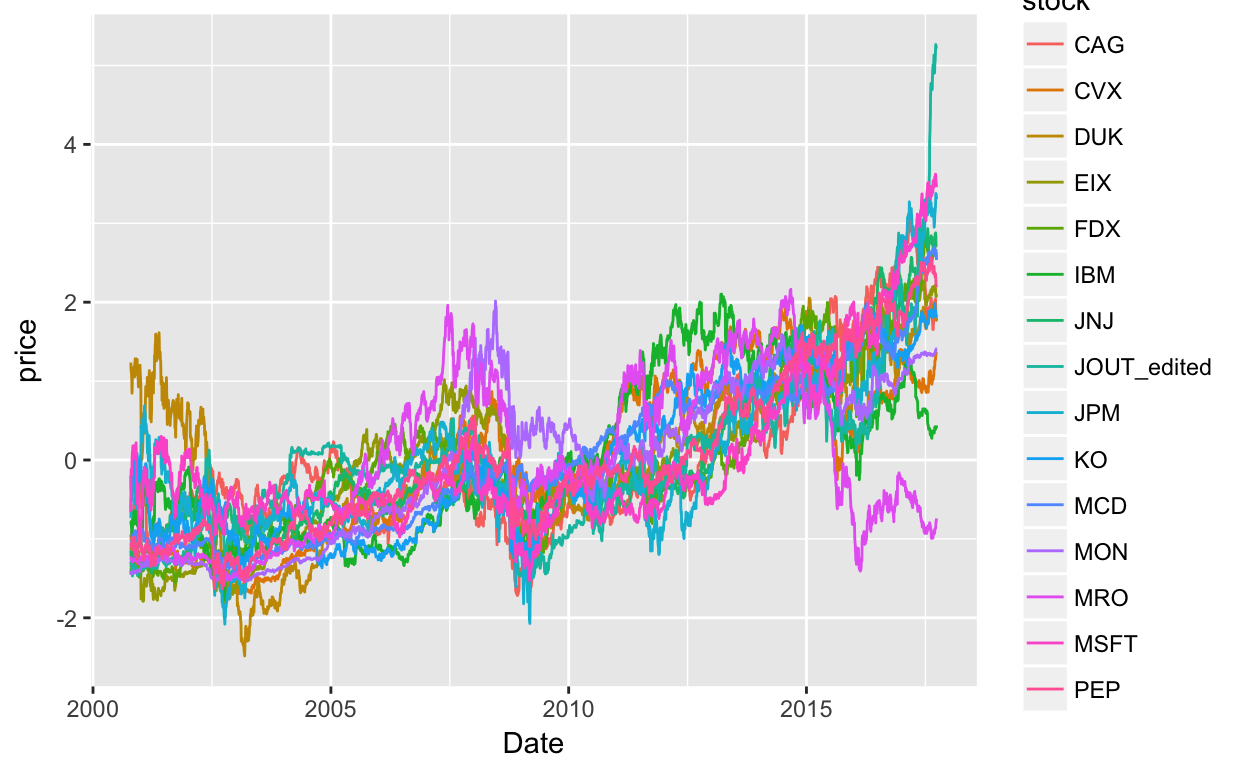 stock
CAG
CVX
DUK
EIX
FDX
IBM
JNJ
JOUT_edited
JPM
KO
MCD
MON
MRO
MSFT
PEP
price
4
2
0
-2
2000 2005 2010 2015
Date